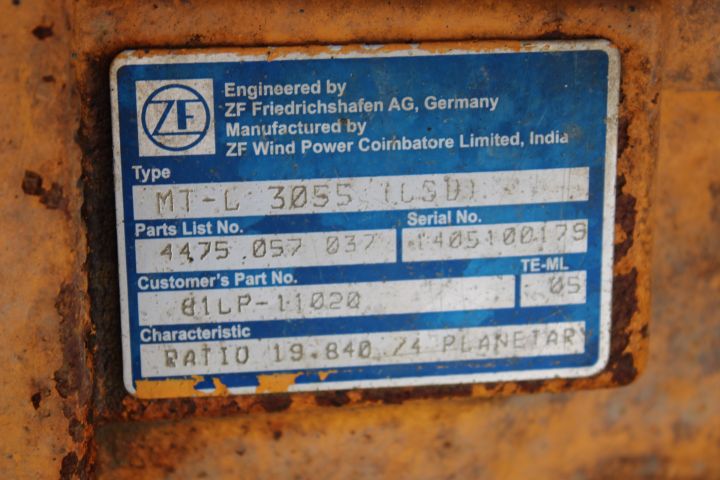 ZF
Engineered by
ZF Friedrichshafen AG, Germany
Manufactured by
ZF Wind Power Coimbatore Limited, India
Type
MT-L 3055 (LSD)
Parts List No.
Serial No.
4475 057 037
1405100179
Customer's Part No.
TE-ML
81LP-11020
05
Characteristic
RATIO 19.840 /4 PLANETARY